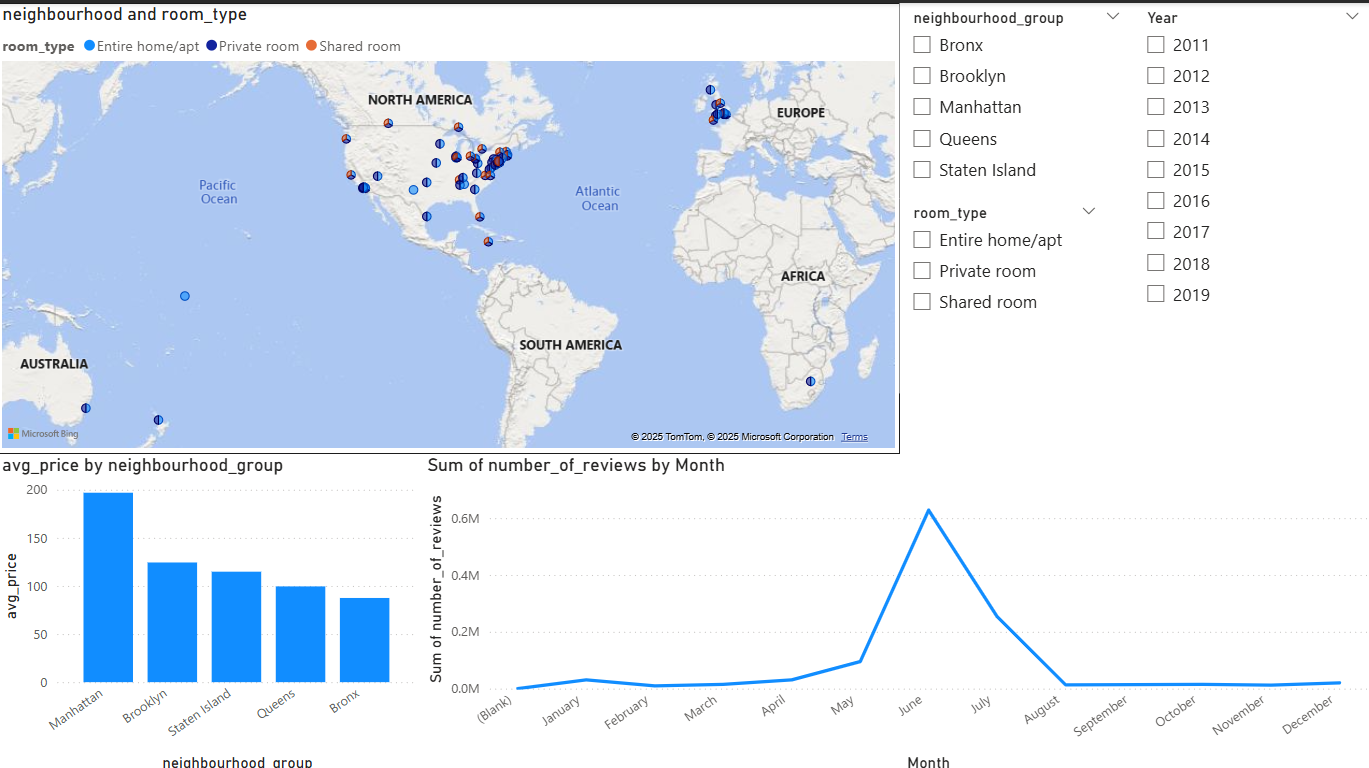 neighbourhood and room_type
room_type Entire home/apt Private room Shared room
NORTH AMERICA
EUROPE
Pacific
Ocean
Atlantic
Ocean
AFRICA
SOUTH AMERICA
AUSTRALIA
Microsoft Bing
© 2025 TomTom, © 2025 Microsoft Corporation Terms
neighbourhood_group
Bronx
Brooklyn
Manhattan
Queens
Staten Island
room_type
Entire home/apt
Private room
Shared room
Year
2011
2012
2013
2014
2015
2016
2017
2018
2019
avg_price by neighbourhood_group
avg_price
200
150
100
50
0
Manhattan
Brooklyn
Staten Island
Queens
Bronx
neighbourhood_group
Sum of number_of_reviews by Month
Sum of number_of_reviews
0.6M
0.4M
0.2M
0.0M
(Blank)
January
February
March
April
May
June
July
August
September
October
November
December
Month